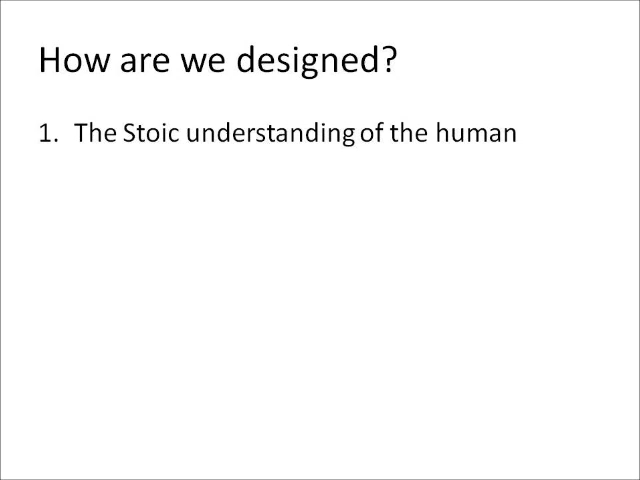 How are we designed?
1. The Stoic understanding of the human